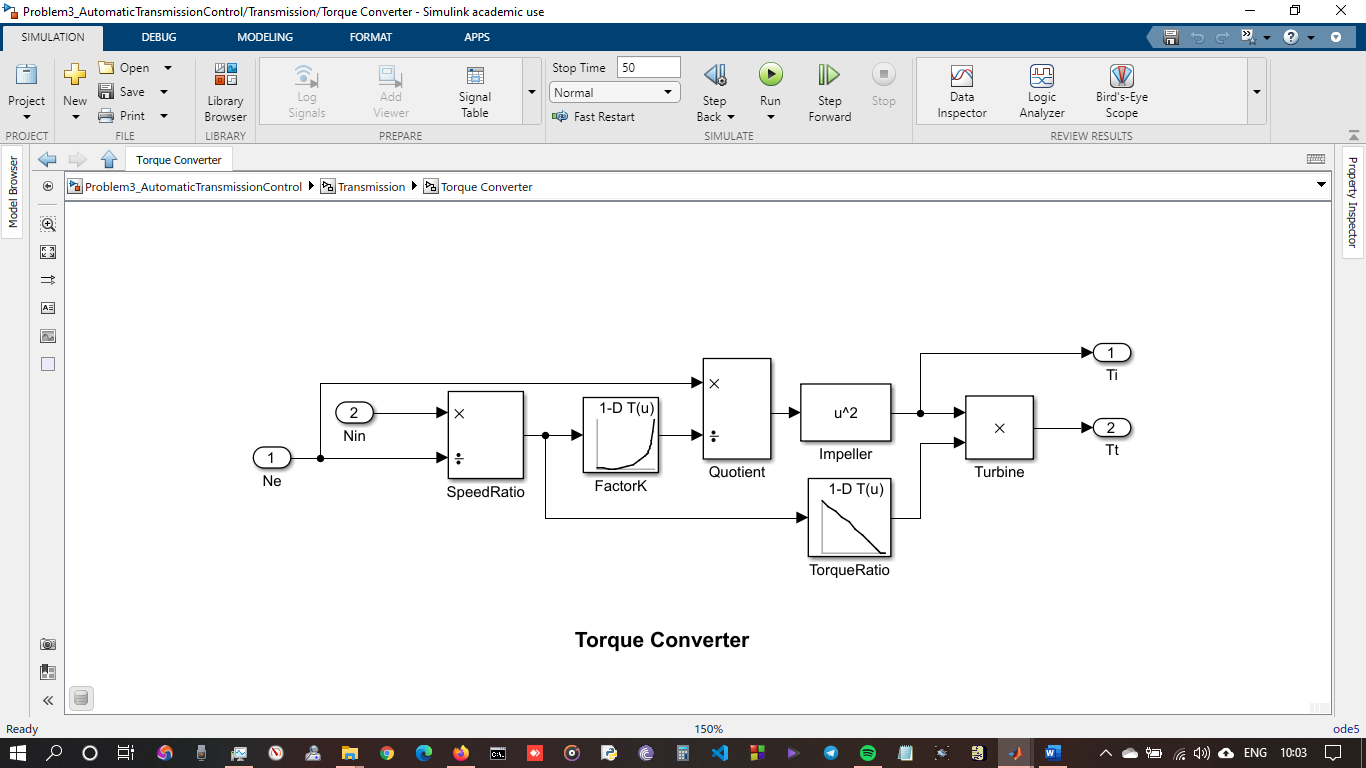 Problem3_AutomaticTransmissionControl/Transmission/Torque Converter - Simulink academic use
SIMULATION DEBUG MODELING FORMAT APPS
Project
New
Open
Save
Print
Library
Browser
Log
Signals
Add
Viewer
Signal
Table
Stop Time 50
Normal
Fast Restart
Step
Back
Run
Step
Forward
Stop
Data
Inspector
Logic
Analyzer
Bird's-Eye
Scope
PROJECT FILE LIBRARY PREPARE SIMULATE REVIEW RESULTS
Model Browser
Torque Converter
Problem3_AutomaticTransmissionControl Transmission Torque Converter
Property Inspector
1
Ne
2
Nin
×
÷
SpeedRatio
1-D T(u)
FactorK
×
÷
Quotient
u^2
Impeller
1-D T(u)
TorqueRatio
×
Turbine
1
Ti
2
Tt
Torque Converter
Ready 150% ode5
ENG 10:03